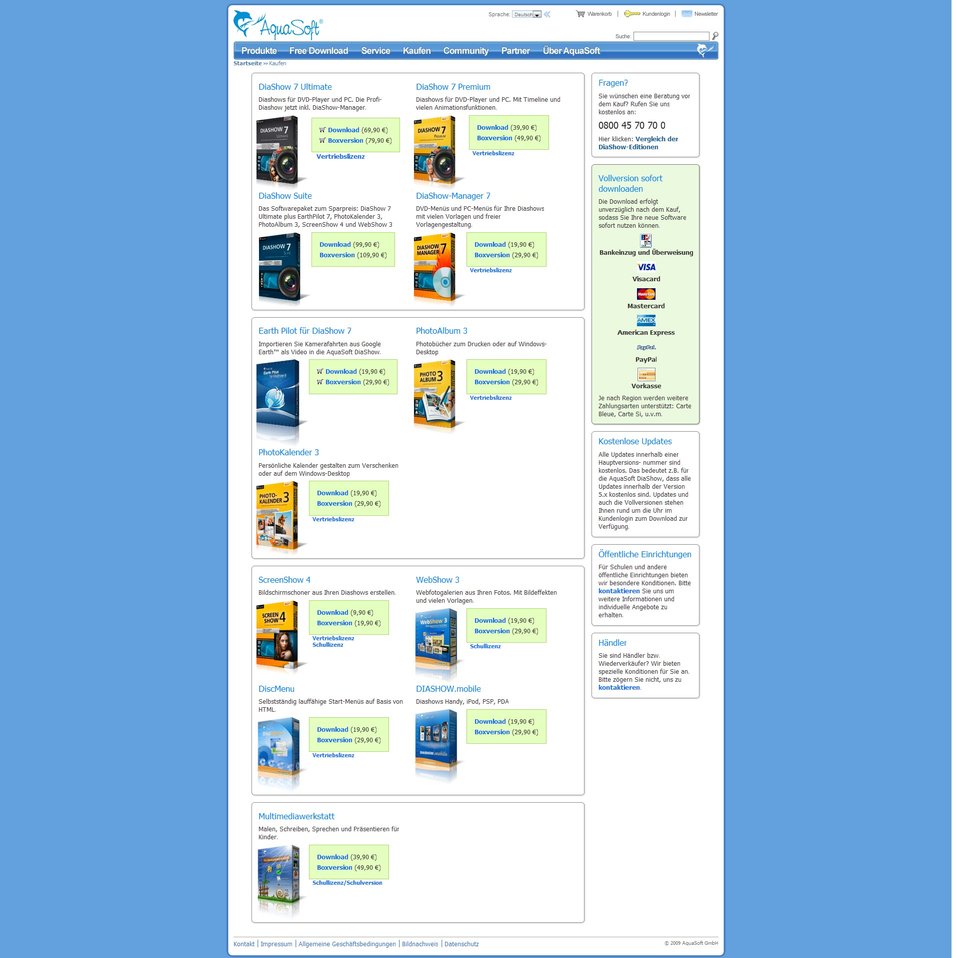 Sprache: Deutsch
Warenkorb | Kundenlogin | Newsletter
AquaSoft®
Suche:
Produkte Free Download Service Kaufen Community Partner Über AquaSoft
Startseite >> Kaufen
DiaShow 7 Ultimate
Diashows für DVD-Player und PC. Die Profi-
Diashow jetzt inkl. DiaShow-Manager.
Download (69,90 €)
Boxversion (79,90 €)
Vertriebslizenz
DiaShow 7 Premium
Diashows für DVD-Player und PC. Mit Timeline und
vielen Animationsfunktionen.
Download (39,90 €)
Boxversion (49,90 €)
Vertriebslizenz
DiaShow Suite
Das Softwarepaket zum Sparpreis: DiaShow 7
Ultimate plus EarthPilot 7, PhotoKalender 3,
PhotoAlbum 3, ScreenShow 4 und WebShow 3
Download (99,90 €)
Boxversion (109,90 €)
DiaShow-Manager 7
DVD-Menüs und PC-Menüs für Ihre Diashows
mit vielen Vorlagen und freier
Vorlagengestaltung.
Download (19,90 €)
Boxversion (29,90 €)
Vertriebslizenz
Earth Pilot für DiaShow 7
Importieren Sie Kamerafahrten aus Google
Earth™ als Video in die AquaSoft DiaShow.
Download (19,90 €)
Boxversion (29,90 €)
PhotoAlbum 3
Photobücher zum Drucken oder auf Windows-
Desktop
Download (19,90 €)
Boxversion (29,90 €)
Vertriebslizenz
PhotoKalender 3
Persönliche Kalender gestalten zum Verschenken
oder auf dem Windows-Desktop
Download (19,90 €)
Boxversion (29,90 €)
Vertriebslizenz
ScreenShow 4
Bildschirmschoner aus Ihren Diashows erstellen.
Download (9,90 €)
Boxversion (19,90 €)
Vertriebslizenz
Schullizenz
WebShow 3
Webfotogalerien aus Ihren Fotos. Mit Bildeffekten
und vielen Vorlagen.
Download (19,90 €)
Boxversion (29,90 €)
Schullizenz
DiscMenu
Selbstständig lauffähige Start-Menüs auf Basis von
HTML.
Download (19,90 €)
Boxversion (29,90 €)
Vertriebslizenz
DIASHOW.mobile
Diashows Handy, iPod, PSP, PDA
Download (19,90 €)
Boxversion (29,90 €)
Multimediawerkstatt
Malen, Schreiben, Sprechen und Präsentieren für
Kinder.
Download (39,90 €)
Boxversion (49,90 €)
Schullizenz/Schulversion
Fragen?
Sie wünschen eine Beratung vor
dem Kauf? Rufen Sie uns
kostenlos an:
0800 45 70 70 0
Hier klicken: Vergleich der
DiaShow-Editionen
Vollversion sofort
downloaden
Die Download erfolgt
unverzüglich nach dem Kauf,
sodass Sie Ihre neue Software
sofort nutzen können.
Bankeinzug und Überweisung
VISA
Visacard
MasterCard
Mastercard
AMEX
American Express
PayPal
PayPal
Vorkasse
Je nach Region werden weitere
Zahlungsarten unterstützt: Carte
Bleue, Carte Si, u.v.m.
Kostenlose Updates
Alle Updates innerhalb einer
Hauptversions- nummer sind
kostenlos. Das bedeutet z.B. für
die AquaSoft DiaShow, dass alle
Updates innerhalb der Version
5.x kostenlos sind. Updates und
auch die Vollversionen stehen
Ihnen rund um die Uhr im
Kundenlogin zum Download zur
Verfügung.
Öffentliche Einrichtungen
Für Schulen und andere
öffentliche Einrichtungen bieten
wir besondere Konditionen. Bitte
kontaktieren Sie uns um
weitere Informationen und
individuelle Angebote zu
erhalten.
Händler
Sie sind Händler bzw.
Wiederverkäufer? Wir bieten
spezielle Konditionen für Sie an.
Bitte zögern Sie nicht, uns zu
kontaktieren.
Kontakt | Impressum | Allgemeine Geschäftsbedingungen | Bildnachweis | Datenschutz
© 2009 AquaSoft GmbH